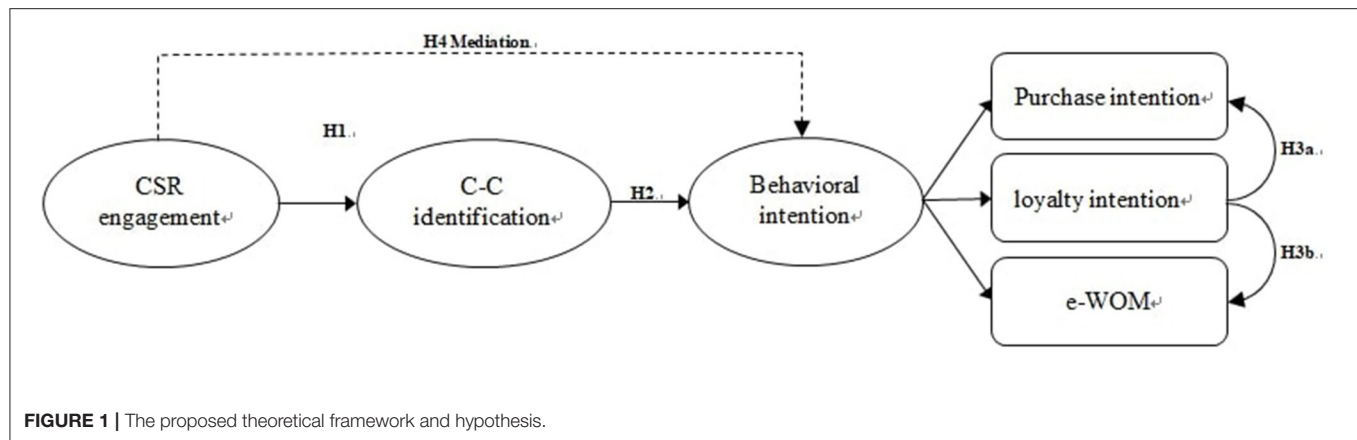 H4 Mediation
H1
CSR
engagement
C-C
identification
H2
Behavioral
intention
Purchase intention
loyalty intention
e-WOM
H3a
H3b
FIGURE 1 | The proposed theoretical framework and hypothesis.